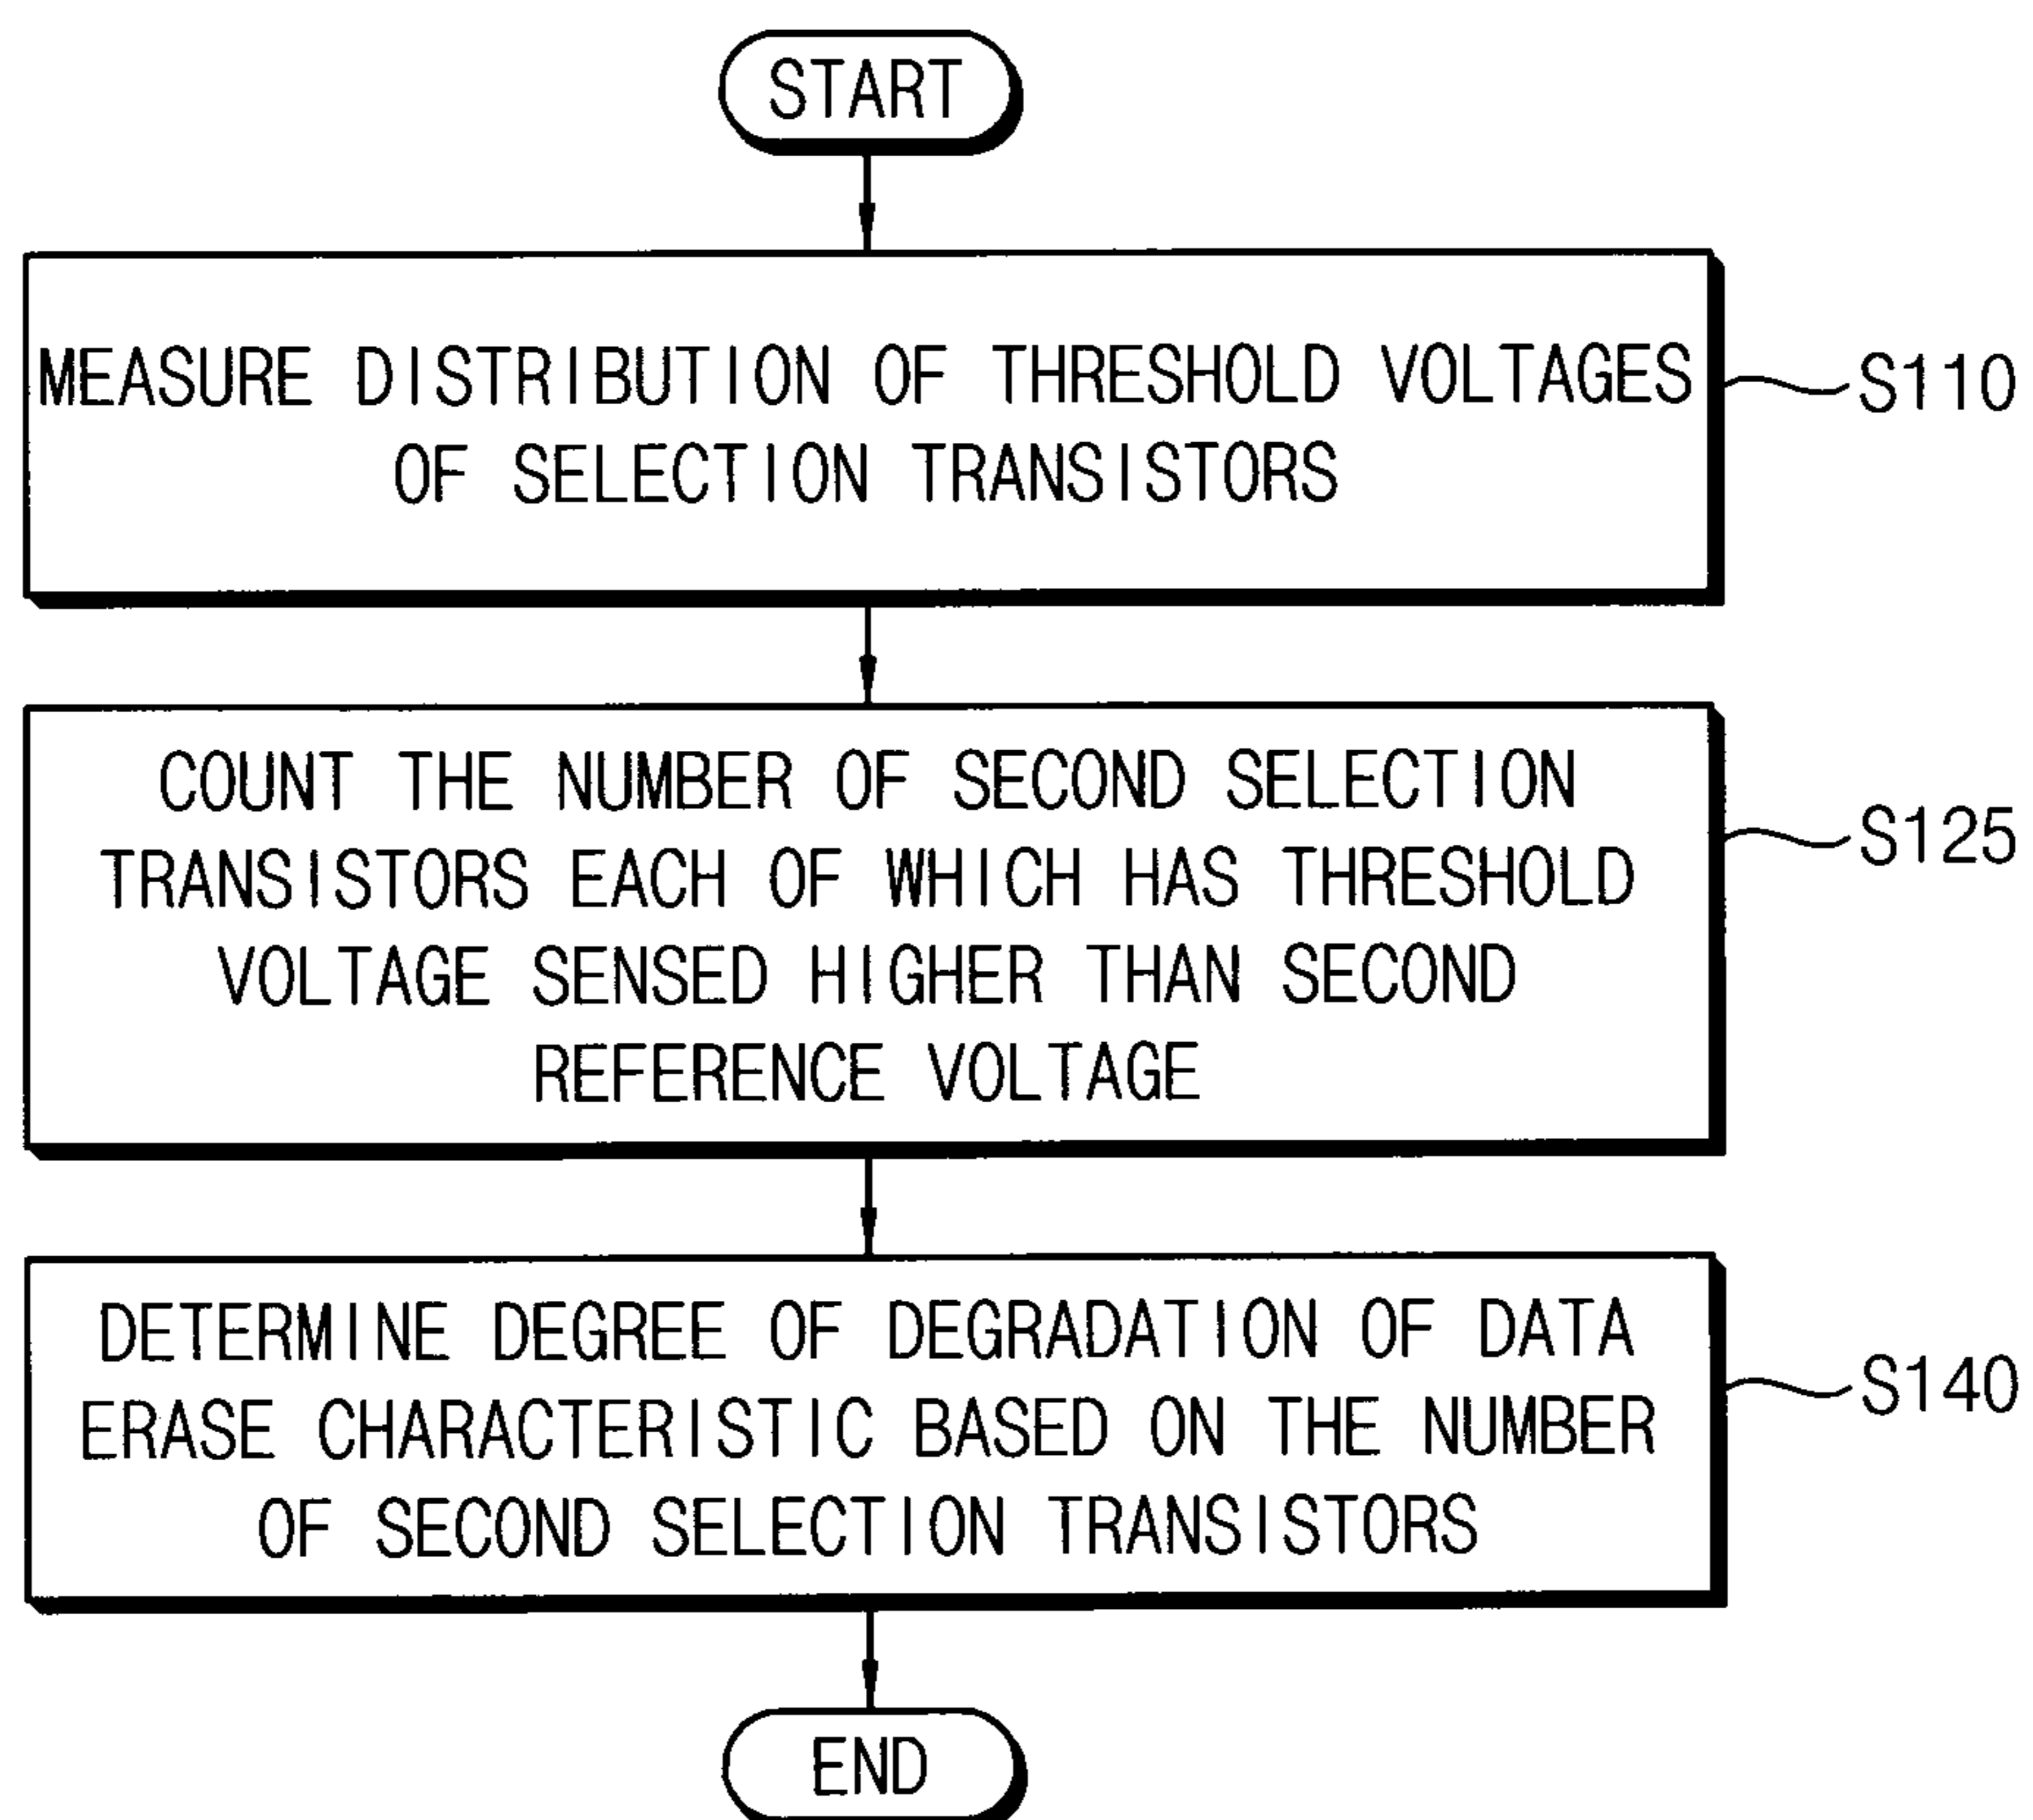 START
MEASURE DISTRIBUTION OF THRESHOLD VOLTAGES
OF SELECTION TRANSISTORS
S110
COUNT THE NUMBER OF SECOND SELECTION
TRANSISTORS EACH OF WHICH HAS THRESHOLD
VOLTAGE SENSED HIGHER THAN SECOND
REFERENCE VOLTAGE
S125
DETERMINE DEGREE OF DEGRADATION OF DATA
ERASE CHARACTERISTIC BASED ON THE NUMBER
OF SECOND SELECTION TRANSISTORS
S140
END